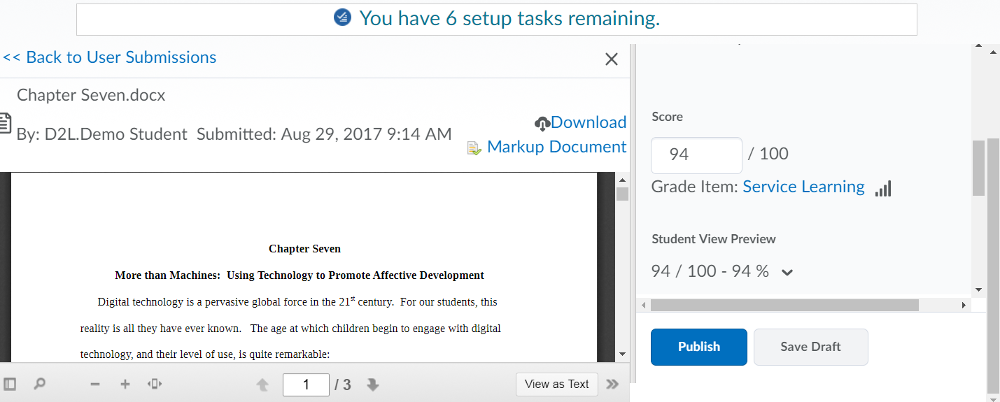 You have 6 setup tasks remaining.
<< Back to User Submissions
Chapter Seven.docx
By: D2L.Demo Student  Submitted: Aug 29, 2017 9:14 AM
Download
Markup Document
Chapter Seven
More than Machines:  Using Technology to Promote Affective Development
Digital technology is a pervasive global force in the 21st century.  For our students, this
reality is all they have ever known.   The age at which children begin to engage with digital
technology, and their level of use, is quite remarkable:
1 / 3
View as Text
Score
94 / 100
Grade Item: Service Learning
Student View Preview
94 / 100 - 94 %
Publish
Save Draft